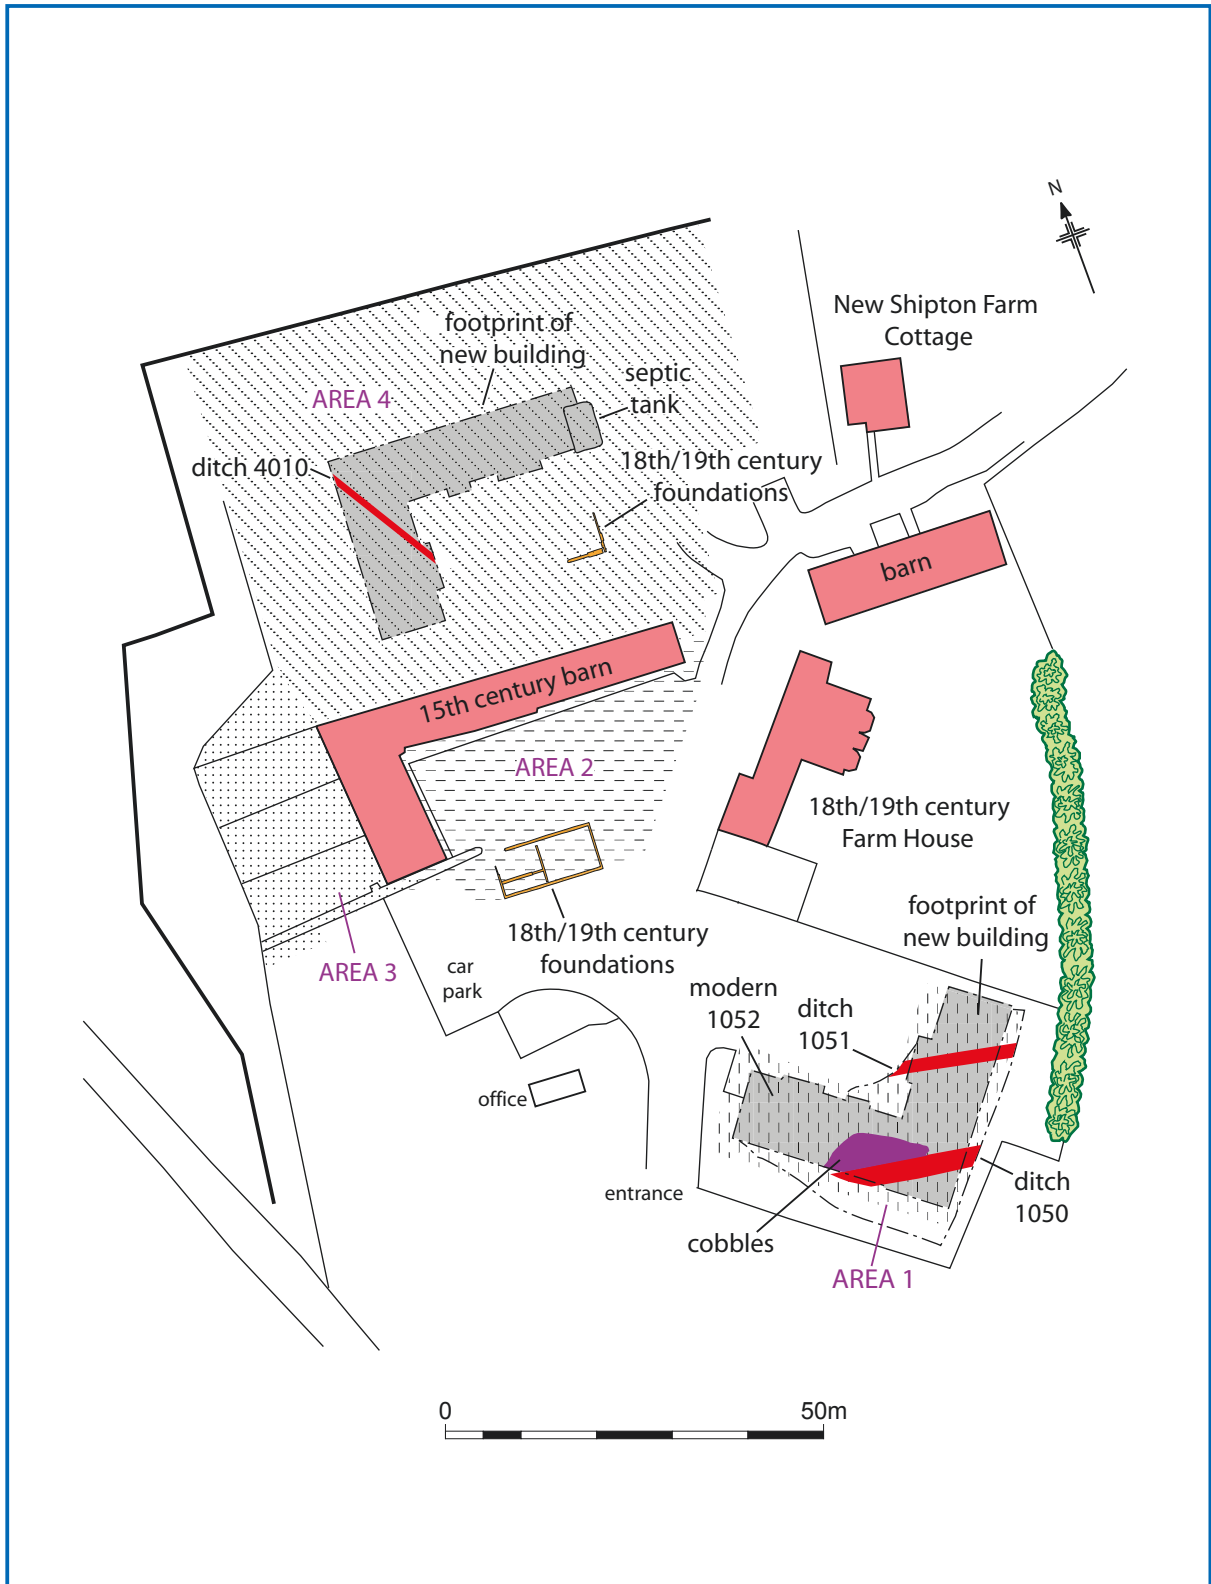 N
New Shipton Farm
Cottage
footprint of
new building
septic
tank
AREA 4
ditch 4010
18th/19th century
foundations
barn
15th century barn
AREA 2
18th/19th century
Farm House
footprint of
new building
18th/19th century
foundations
AREA 3
car
park
modern
1052
ditch
1051
office
entrance
ditch
1050
cobbles
AREA 1
0
50m